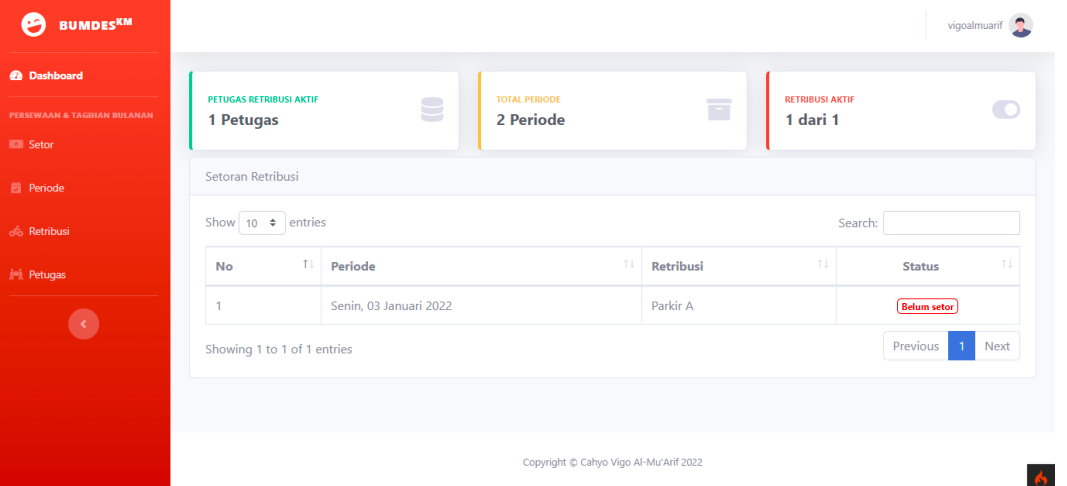 BUMDESKM
vigoalmuarif
Dashboard
PERSEWAAN & TAGIHAN BULANAN
Setor
Periode
Retribusi
Petugas
PETUGAS RETRIBUSI AKTIF
1 Petugas
TOTAL PERIODE
2 Periode
RETRIBUSI AKTIF
1 dari 1
Setoran Retribusi
Show 10 entries
Search:
No Periode Retribusi Status
1 Senin, 03 Januari 2022 Parkir A Belum setor
Showing 1 to 1 of 1 entries
Previous 1 Next
Copyright © Cahyo Vigo Al-Mu'Arif 2022